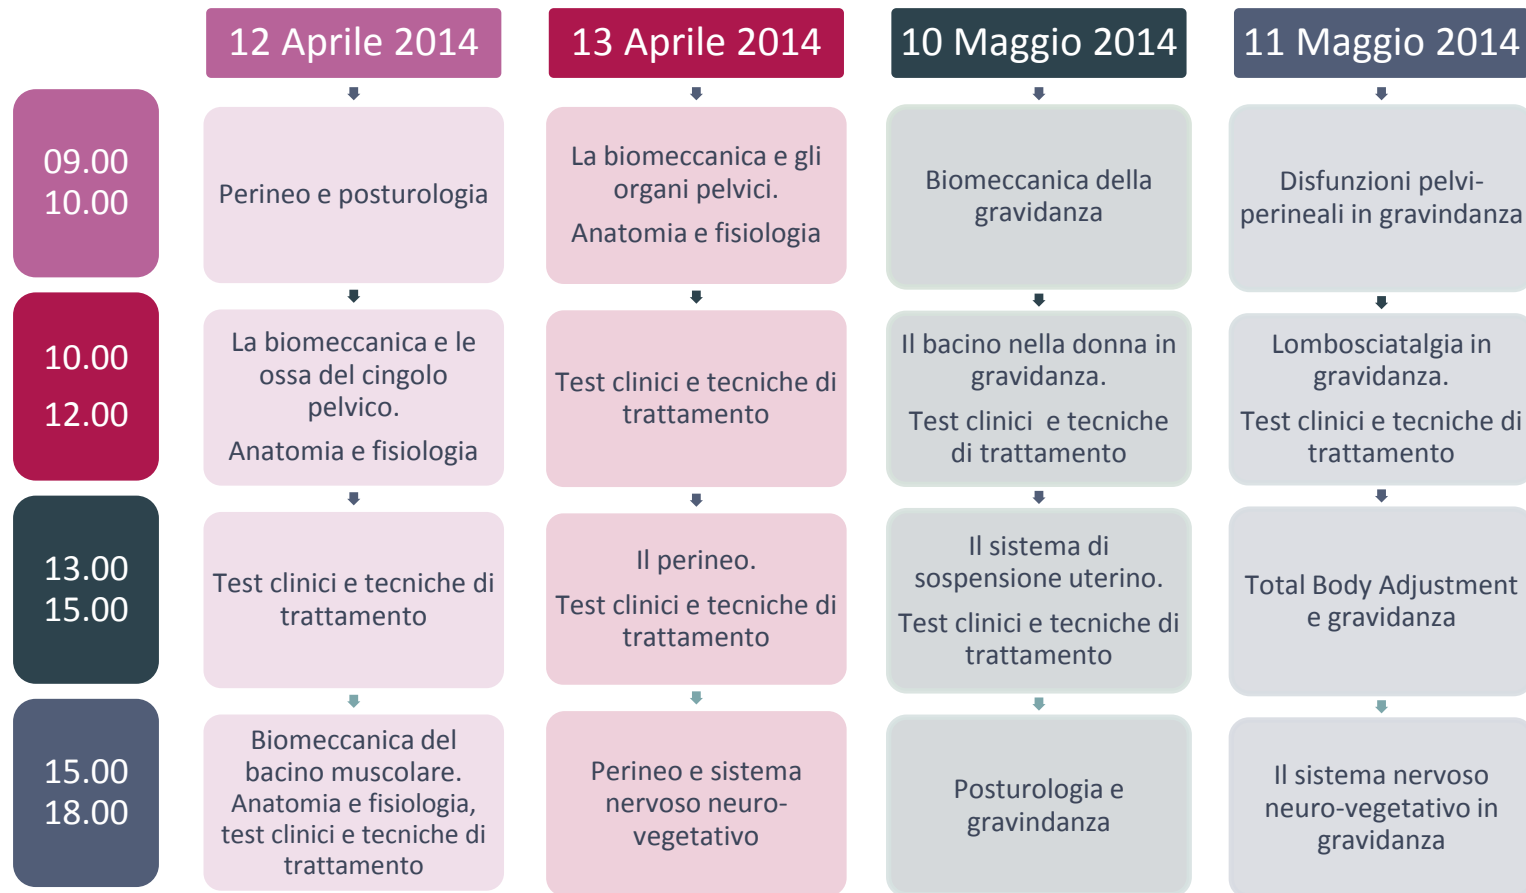 12 Aprile 2014
13 Aprile 2014
10 Maggio 2014
11 Maggio 2014
09.00
10.00
Perineo e posturologia
La biomeccanica e gli
organi pelvici.
Anatomia e fisiologia
Biomeccanica della
gravidanza
Disfunzioni pelvi-
perineali in gravindanza
10.00
12.00
La biomeccanica e le
ossa del cingolo
pelvico.
Anatomia e fisiologia
Test clinici e tecniche di
trattamento
Il bacino nella donna in
gravidanza.
Test clinici e tecniche
di trattamento
Lombosciatalgia in
gravidanza.
Test clinici e tecniche di
trattamento
13.00
15.00
Test clinici e tecniche di
trattamento
Il perineo.
Test clinici e tecniche di
trattamento
Il sistema di
sospensione uterino.
Test clinici e tecniche di
trattamento
Total Body Adjustment
e gravidanza
15.00
18.00
Biomeccanica del
bacino muscolare.
Anatomia e fisiologia,
test clinici e tecniche di
trattamento
Perineo e sistema
nervoso neuro-
vegetativo
Posturologia e
gravindanza
Il sistema nervoso
neuro-vegetativo in
gravidanza